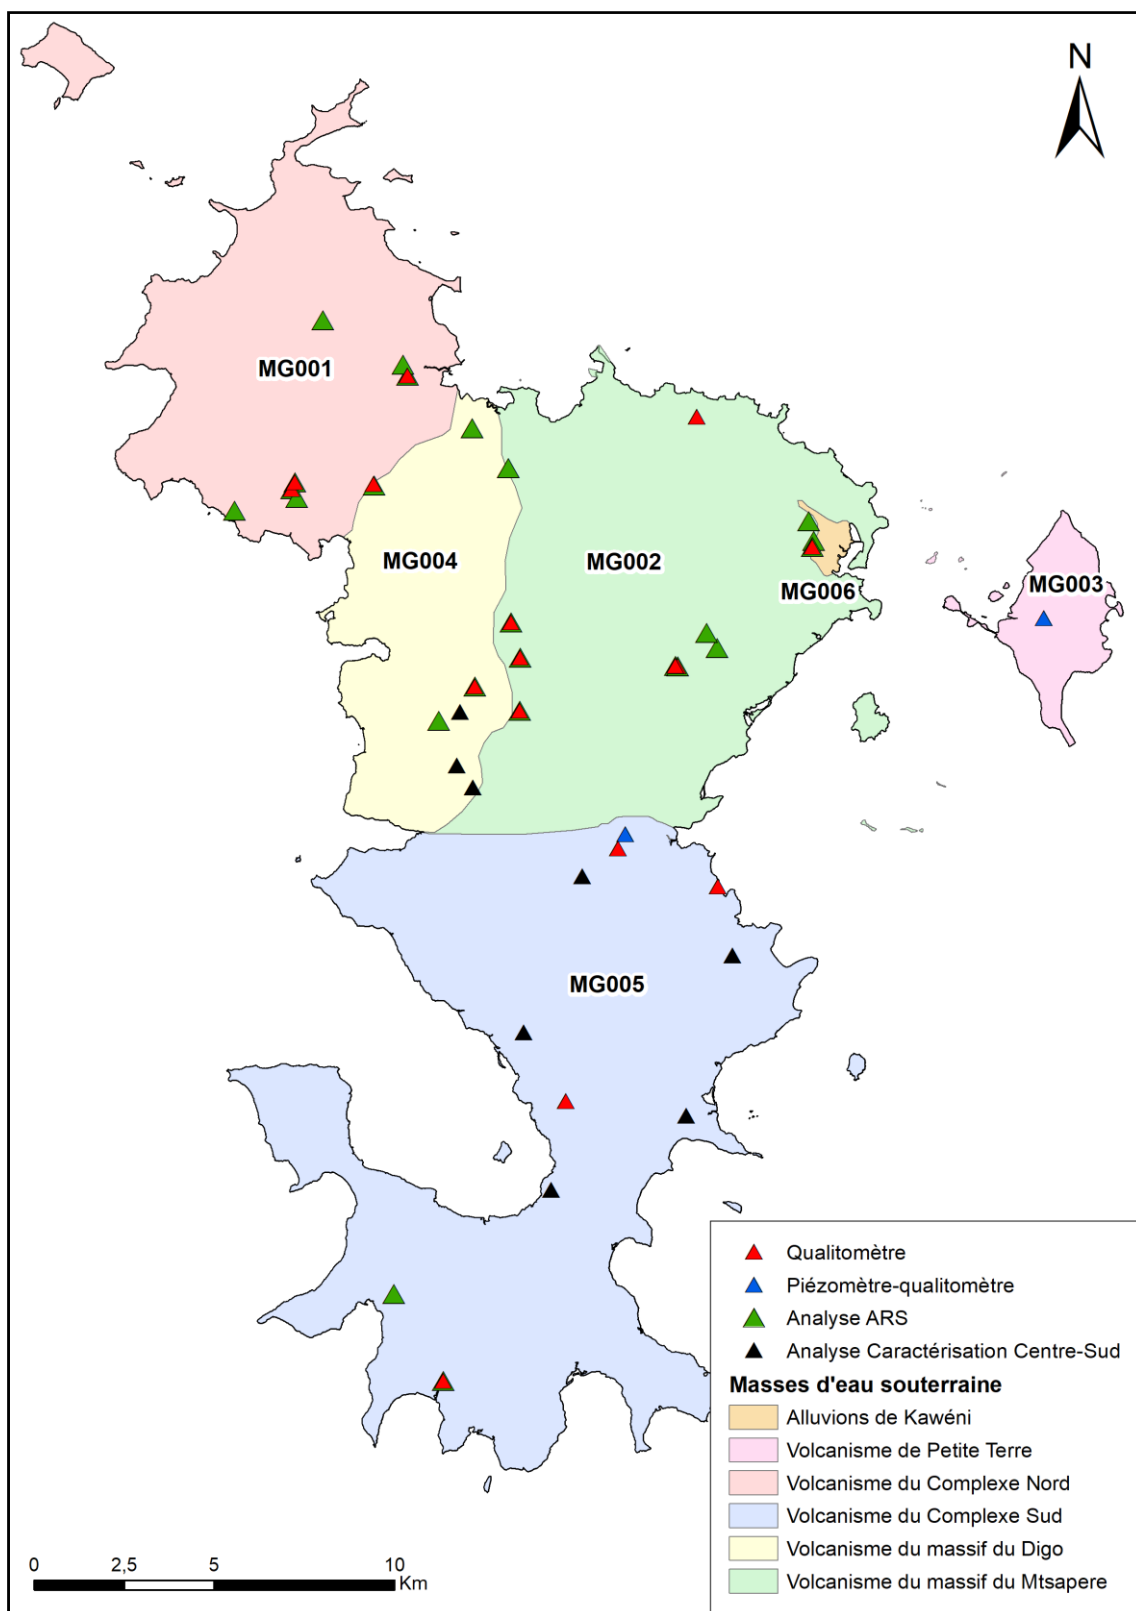 N
MG001
MG004
MG002
MG006
MG003
MG005
Qualitomètre
Piézomètre-qualitomètre
Analyse ARS
Analyse Caractérisation Centre-Sud
Masses d'eau souterraine
Alluvions de Kawéni
Volcanisme de Petite Terre
Volcanisme du Complexe Nord
Volcanisme du Complexe Sud
Volcanisme du massif du Digo
Volcanisme du massif du Mtsapere
0 2,5 5 10
Km